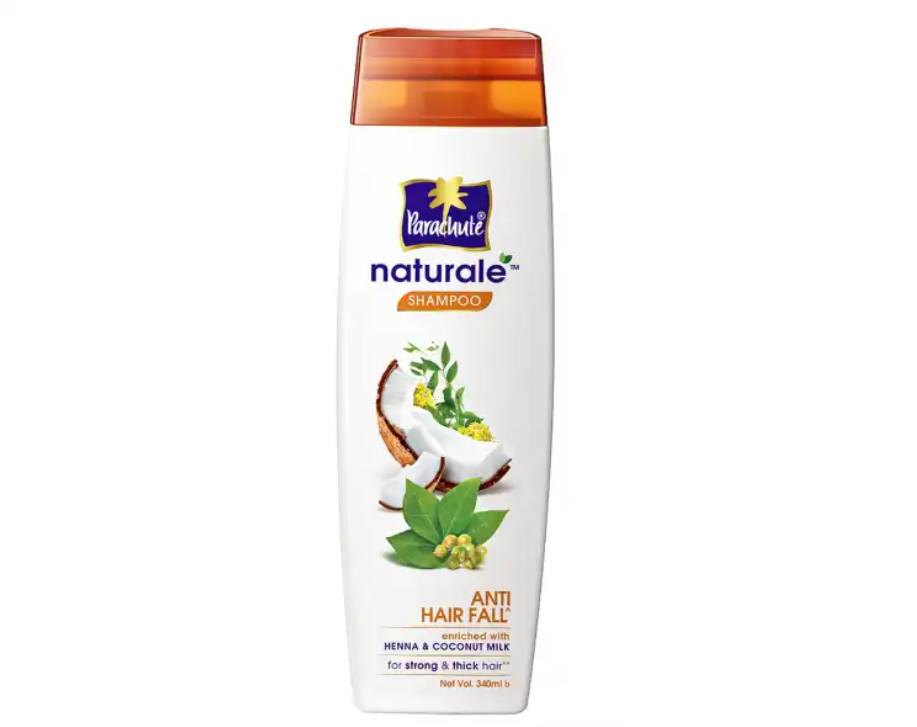 Parachute®
naturale™
SHAMPOO
ANTI
HAIR FALL^
enriched with
HENNA & COCONUT MILK
for strong & thick hair**
Net Vol. 340ml